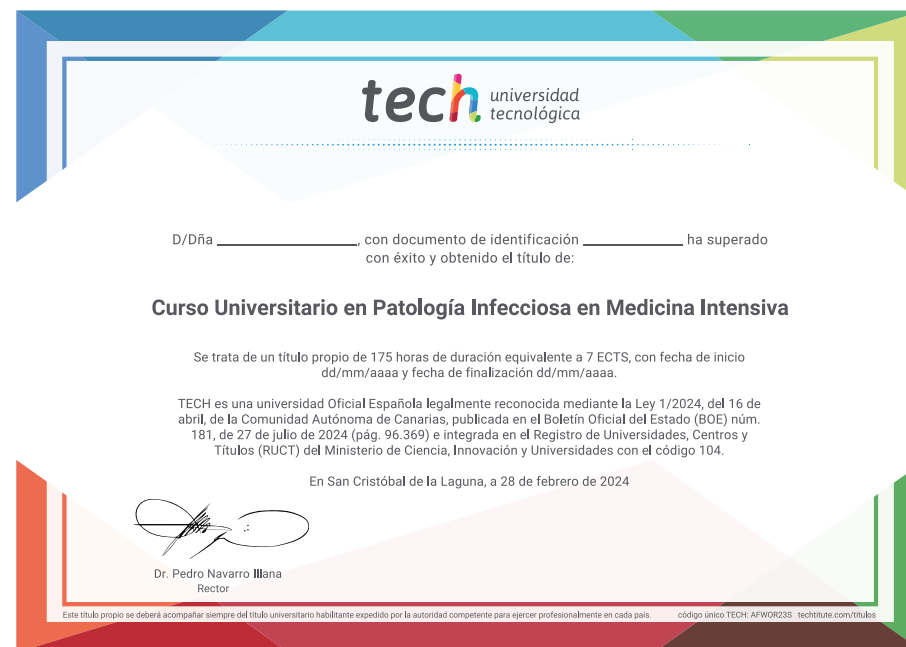 tech universidad
tecnológica
D/Dña ____________________, con documento de identificación ______________ ha superado
con éxito y obtenido el título de:
Curso Universitario en Patología Infecciosa en Medicina Intensiva
Se trata de un título propio de 175 horas de duración equivalente a 7 ECTS, con fecha de inicio
dd/mm/aaaa y fecha de finalización dd/mm/aaaa.
TECH es una universidad Oficial Española legalmente reconocida mediante la Ley 1/2024, del 16 de
abril, de la Comunidad Autónoma de Canarias, publicada en el Boletín Oficial del Estado (BOE) núm.
181, de 27 de julio de 2024 (pág. 96.369) e integrada en el Registro de Universidades, Centros y
Títulos (RUCT) del Ministerio de Ciencia, Innovación y Universidades con el código 104.
En San Cristóbal de la Laguna, a 28 de febrero de 2024
Dr. Pedro Navarro Illana
Rector
Este título propio se deberá acompañar siempre del título universitario habilitante expedido por la autoridad competente para ejercer profesionalmente en cada país. código único TECH: AFWOR23S techtitute.com/titulos